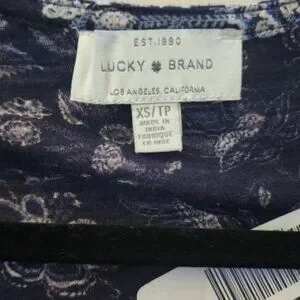 EST. 1990
LUCKY BRAND
LOS ANGELES, CALIFORNIA
XS/TP
MADE IN
INDIA
FABRIQUE
EN INDE